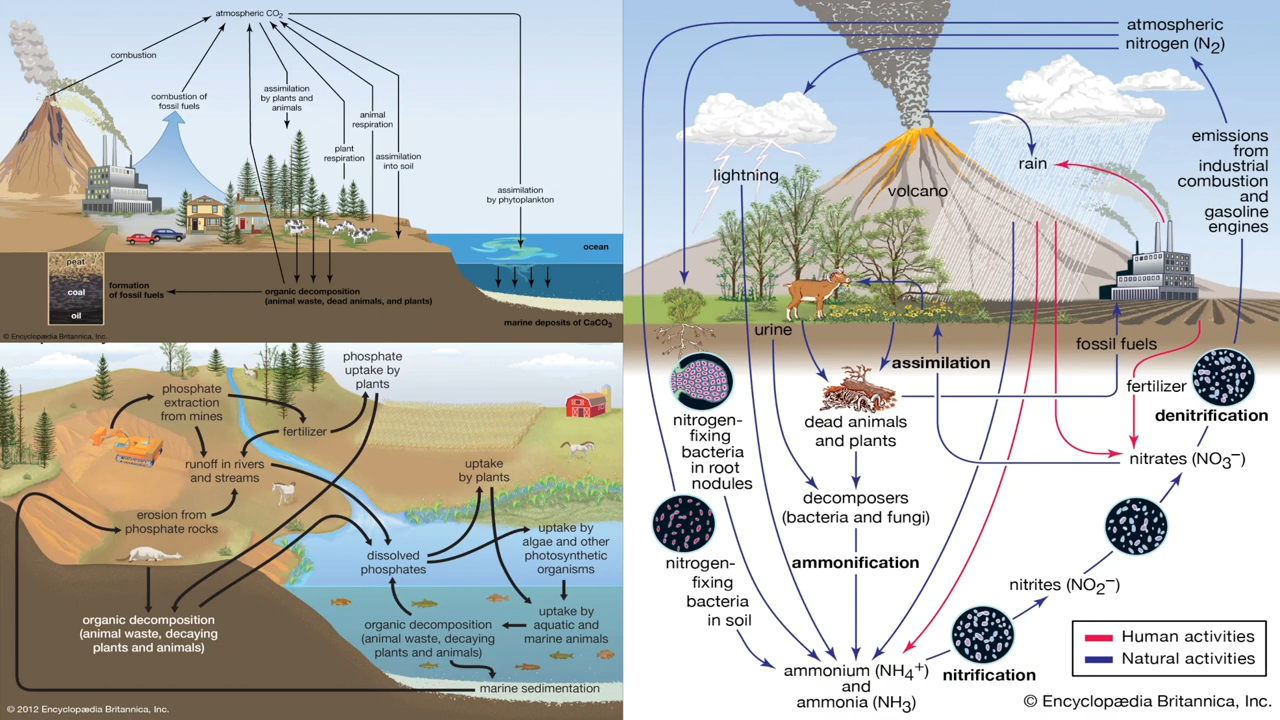 atmospheric CO₂
combustion
combustion of
fossil fuels
assimilation
by plants and
animals
animal
respiration
plant
respiration
assimilation
into soil
assimilation
by phytoplankton
ocean
peat
coal
oil
formation
of fossil fuels
organic decomposition
(animal waste, dead animals, and plants)
marine deposits of CaCO₃
© Encyclopædia Britannica, Inc.
phosphate
uptake by
plants
phosphate
extraction
from mines
fertilizer
runoff in rivers
and streams
uptake
by plants
erosion from
phosphate rocks
dissolved
phosphates
uptake by
algae and other
photosynthetic
organisms
organic decomposition
(animal waste, decaying
plants and animals)
organic decomposition
(animal waste, decaying
plants and animals)
uptake by
aquatic and
marine animals
marine sedimentation
© 2012 Encyclopædia Britannica, Inc.
atmospheric
nitrogen (N₂)
emissions
from
industrial
combustion
and
gasoline
engines
lightning
volcano
rain
urine
assimilation
fossil fuels
fertilizer
denitrification
nitrogen-
fixing
bacteria
in root
nodules
dead animals
and plants
nitrates (NO₃⁻)
decomposers
(bacteria and fungi)
ammonification
nitrogen-
fixing
bacteria
in soil
nitrites (NO₂⁻)
nitrification
ammonium (NH₄⁺)
and
ammonia (NH₃)
Human activities
Natural activities
© Encyclopædia Britannica, Inc.